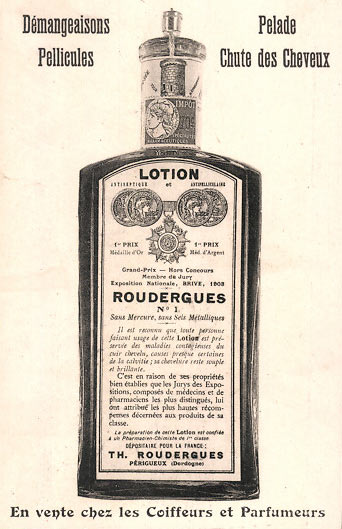 Démangeaisons
Pellicules
Pelade
Chute des Cheveux
IMPÔT
LOTION
ANTISEPTIQUE et ANTIPELLICULAIRE
1er PRIX
Médaille d'Or
1er PRIX
Méd. d'Argent
Grand-Prix — Hors Concours
Membre de Jury
Exposition Nationale, BRIVE, 1903
ROUDERGUES
No 1
Sans Mercure, sans Sels Métalliques
Il est reconnu que toute personne
faisant usage de cette Lotion est pré-
servée des maladies contagieuses du
cuir chevelu, causes presque certaines
de la calvitie ; sa chevelure reste souple
et brillante.
C'est en raison de ses propriétés
bien établies que les Jurys des Expo-
sitions, composés de médecins et de
pharmaciens les plus distingués, lui
ont attribué les plus hautes récom-
penses décernées aux produits de sa
classe.
La préparation de cette Lotion est confiée
à un Pharmacien-Chimiste de 1re classe
DÉPOSITAIRE POUR LA FRANCE :
TH. ROUDERGUES
PÉRIGUEUX (Dordogne)
En vente chez les Coiffeurs et Parfumeurs